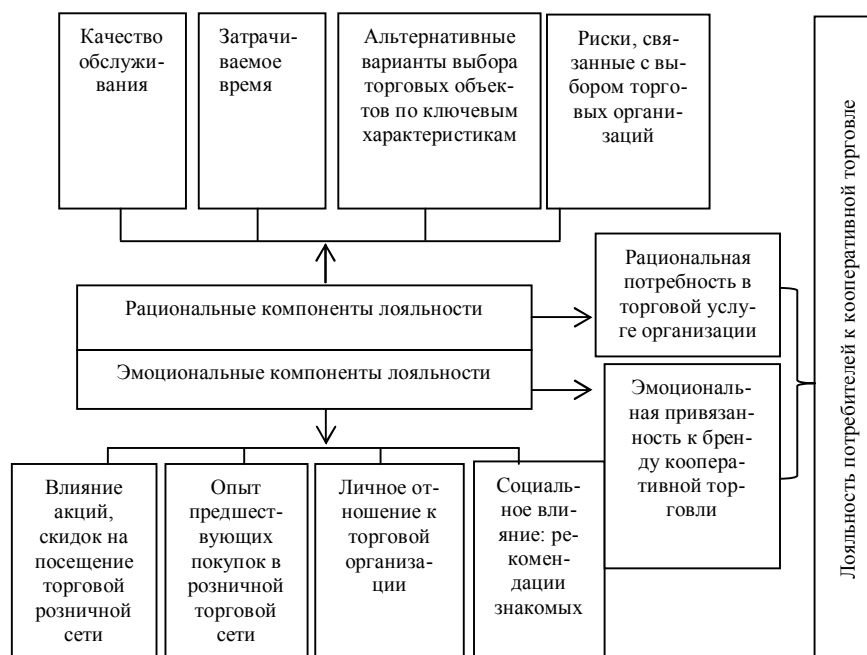 Качество
обслужи-
вания
Затрачи-
ваемое
время
Альтернативные
варианты выбора
торговых объек-
тов по ключевым
характеристикам
Риски, свя-
занные с вы-
бором торго-
вых органи-
заций
Рациональная
потребность в
торговой услу-
ге организации
Рациональные компоненты лояльности
Эмоциональные компоненты лояльности
Эмоциональ-
ная привязан-
ность к брен-
ду коопера-
тивной тор-
говли
Влияние
акций,
скидок на
посещение
торговой
розничной
сети
Опыт
предшест-
вующих
покупок в
розничной
торговой
сети
Личное от-
ношение к
торговой
организа-
ции
Социаль-
ное влия-
ние: ре-
комен-
дации
знакомых
Лояльность потребителей к кооперативной торговле